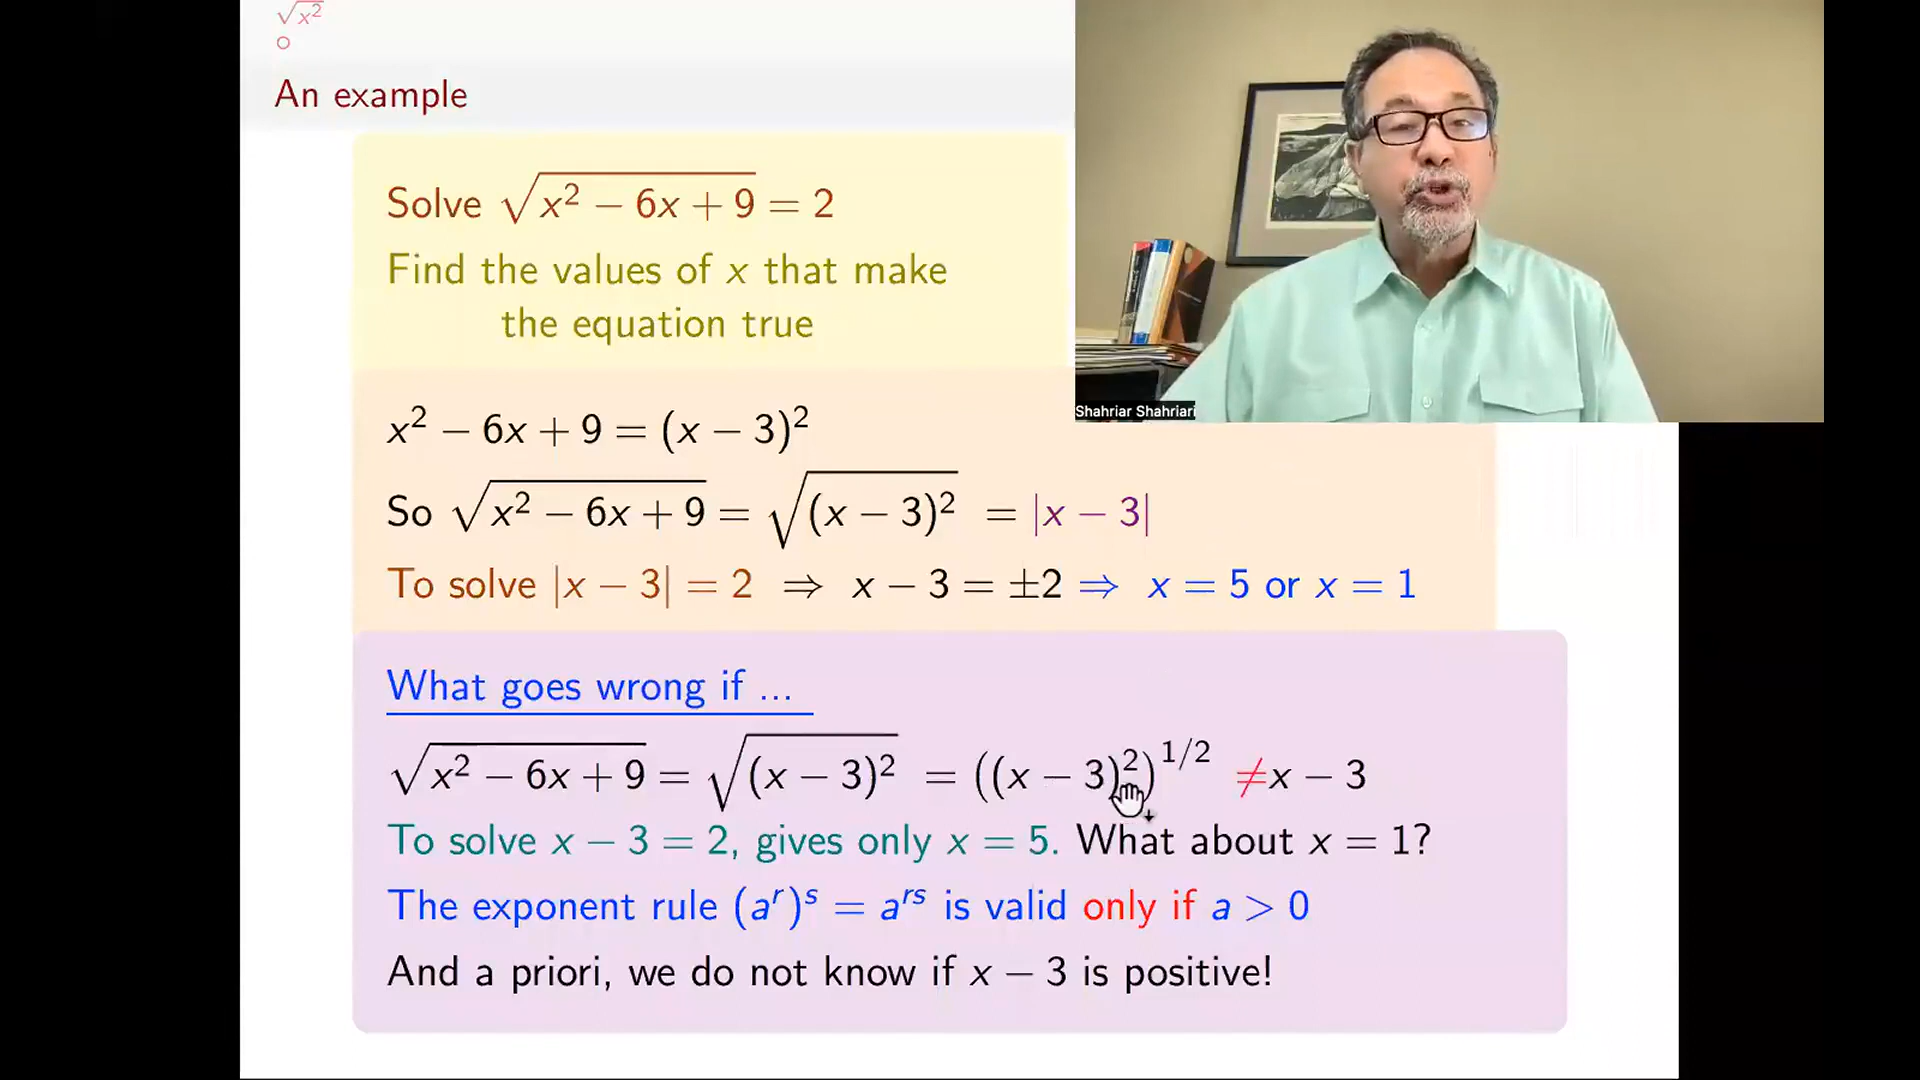 √x²
An example
Solve √(x² − 6x + 9) = 2
Find the values of x that make
the equation true
x² − 6x + 9 = (x − 3)²
So √(x² − 6x + 9) = √((x − 3)²) = |x − 3|
To solve |x − 3| = 2 ⇒ x − 3 = ±2 ⇒ x = 5 or x = 1
What goes wrong if ...
√(x² − 6x + 9) = √((x − 3)²) = ((x − 3)²)^1/2 ≠ x − 3
To solve x − 3 = 2, gives only x = 5. What about x = 1?
The exponent rule (aʳ)ˢ = aʳˢ is valid only if a > 0
And a priori, we do not know if x − 3 is positive!
Shahriar Shahriari